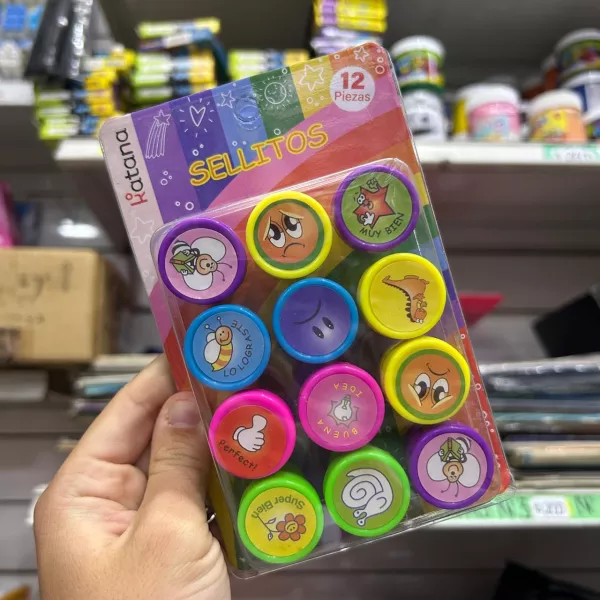 Katana
12
Piezas
SELLITOS
MUY BIEN
LO LOGRASTE
BUENA
IDEA
Perfect!
Super Bien